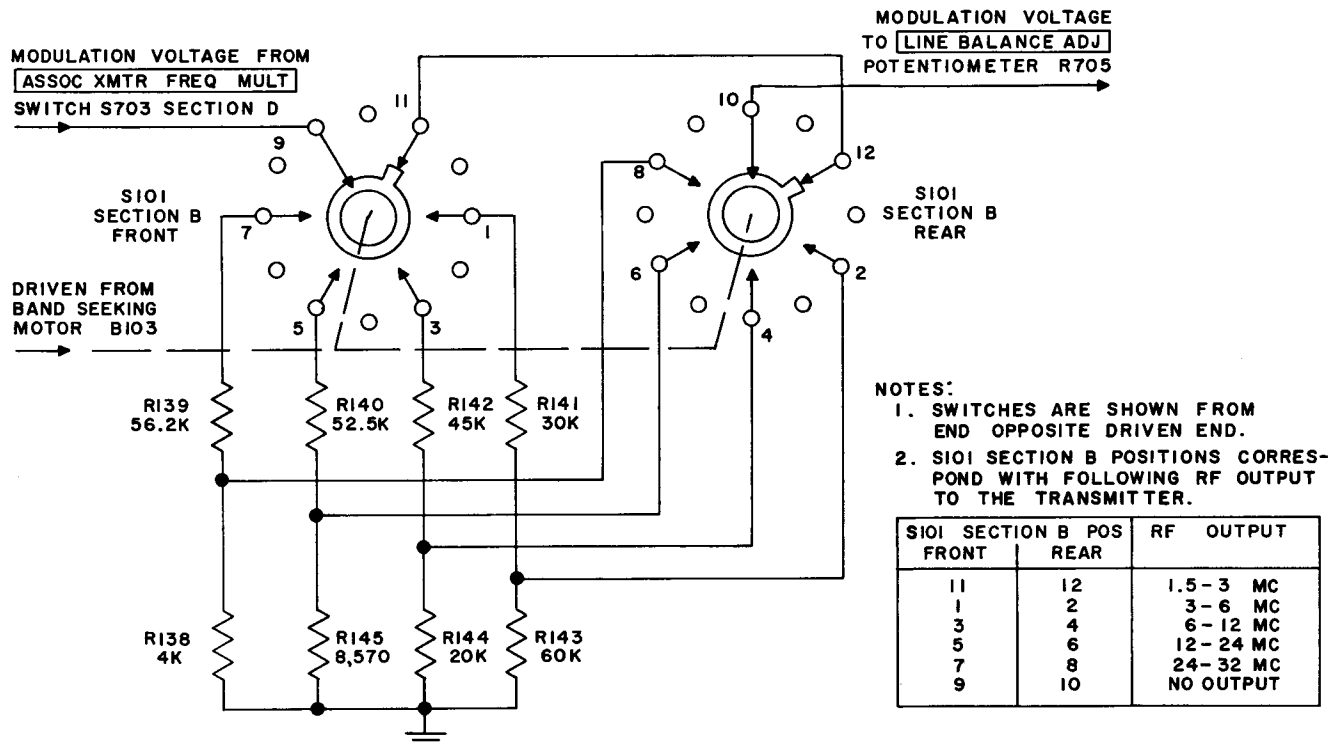 MODULATION VOLTAGE FROM
ASSOC XMTR FREQ MULT
SWITCH S703 SECTION D
MODULATION VOLTAGE
TO LINE BALANCE ADJ
POTENTIOMETER R705
9
11
10
12
8
7
1
6
2
5
3
4
S101
SECTION B
FRONT
S101
SECTION B
REAR
DRIVEN FROM
BAND SEEKING
MOTOR B103
R139
56.2K
R140
52.5K
R142
45K
R141
30K
R138
4K
R145
8,570
R144
20K
R143
60K
NOTES:
1. SWITCHES ARE SHOWN FROM
END OPPOSITE DRIVEN END.
2. S101 SECTION B POSITIONS CORRES-
POND WITH FOLLOWING RF OUTPUT
TO THE TRANSMITTER.
S101 SECTION B POS RF OUTPUT
FRONT REAR
11 12 1.5-3 MC
1 2 3-6 MC
3 4 6-12 MC
5 6 12-24 MC
7 8 24-32 MC
9 10 NO OUTPUT